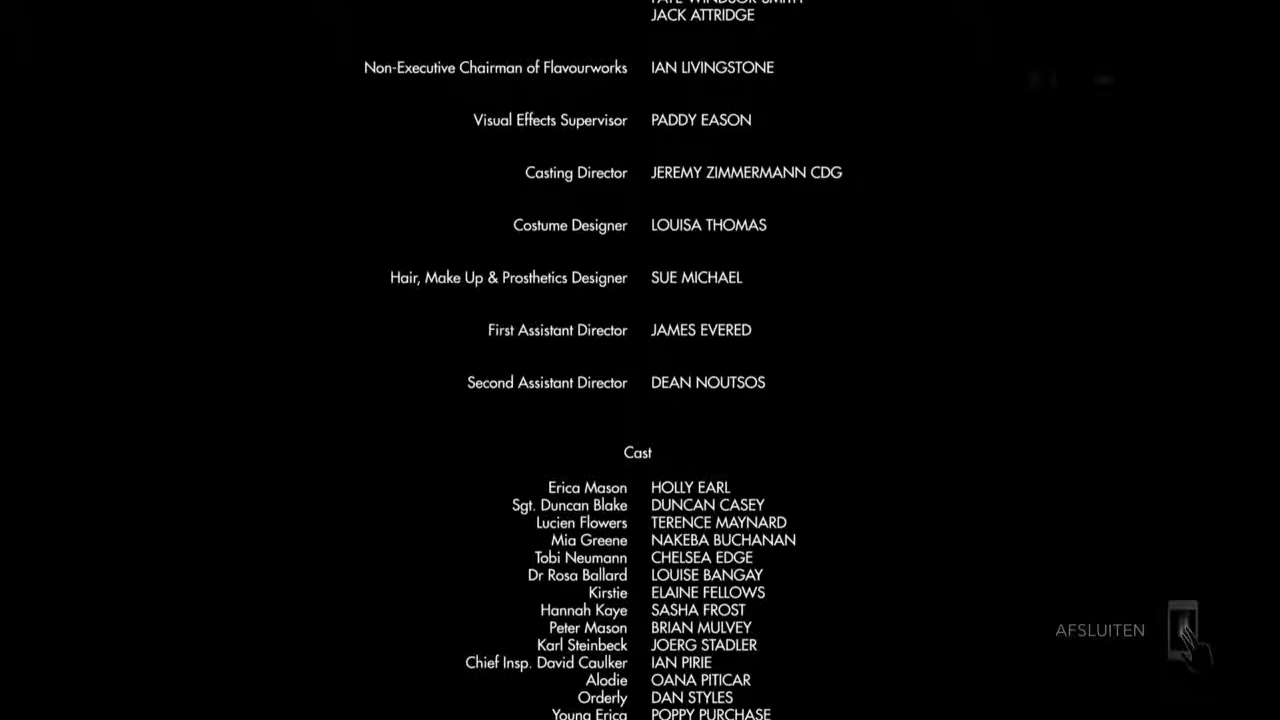 JACK ATTRIDGE
Non-Executive Chairman of Flavourworks IAN LIVINGSTONE
Visual Effects Supervisor PADDY EASON
Casting Director JEREMY ZIMMERMANN CDG
Costume Designer LOUISA THOMAS
Hair, Make Up & Prosthetics Designer SUE MICHAEL
First Assistant Director JAMES EVERED
Second Assistant Director DEAN NOUTSOS
Cast
Erica Mason HOLLY EARL
Sgt. Duncan Blake DUNCAN CASEY
Lucien Flowers TERENCE MAYNARD
Mia Greene NAKEBA BUCHANAN
Tobi Neumann CHELSEA EDGE
Dr Rosa Ballard LOUISE BANGAY
Kirstie ELAINE FELLOWS
Hannah Kaye SASHA FROST
Peter Mason BRIAN MULVEY
Karl Steinbeck JOERG STADLER
Chief Insp. David Caulker IAN PIRIE
Alodie OANA PITICAR
Orderly DAN STYLES
Young Erica POPPY PURCHASE
AFSLUITEN